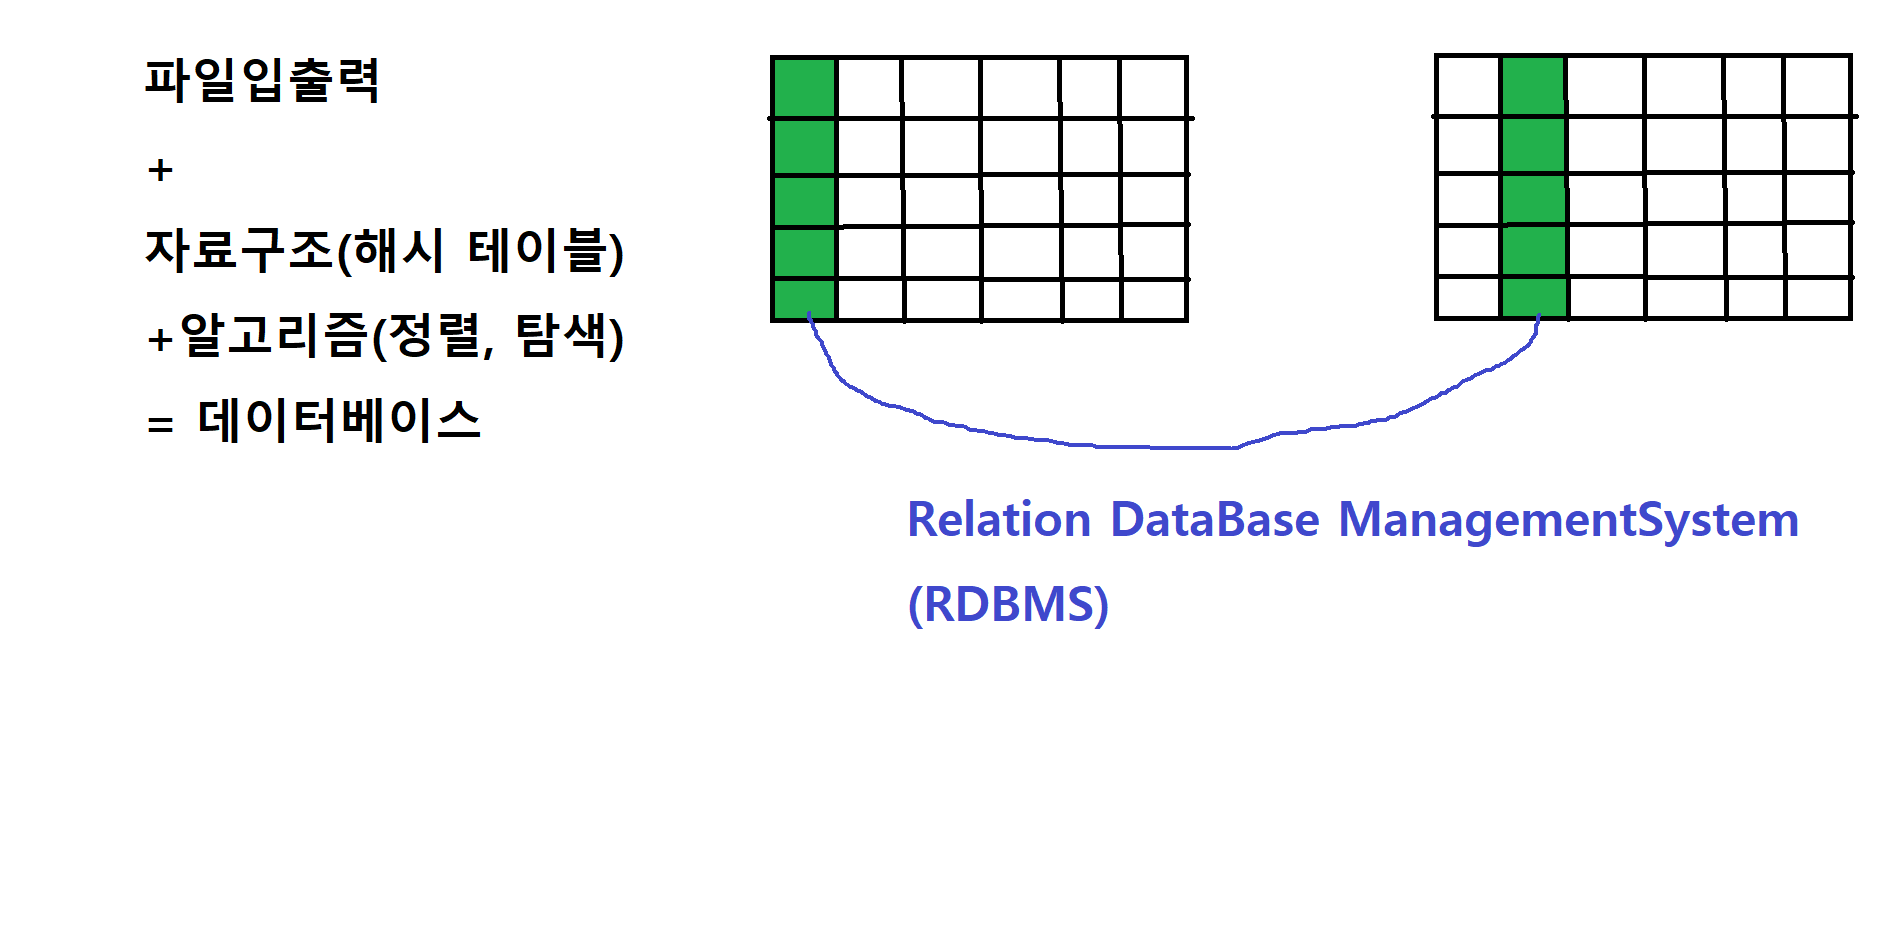 파일입출력
+
자료구조(해시 테이블)
+알고리즘(정렬, 탐색)
= 데이터베이스
Relation DataBase ManagementSystem
(RDBMS)